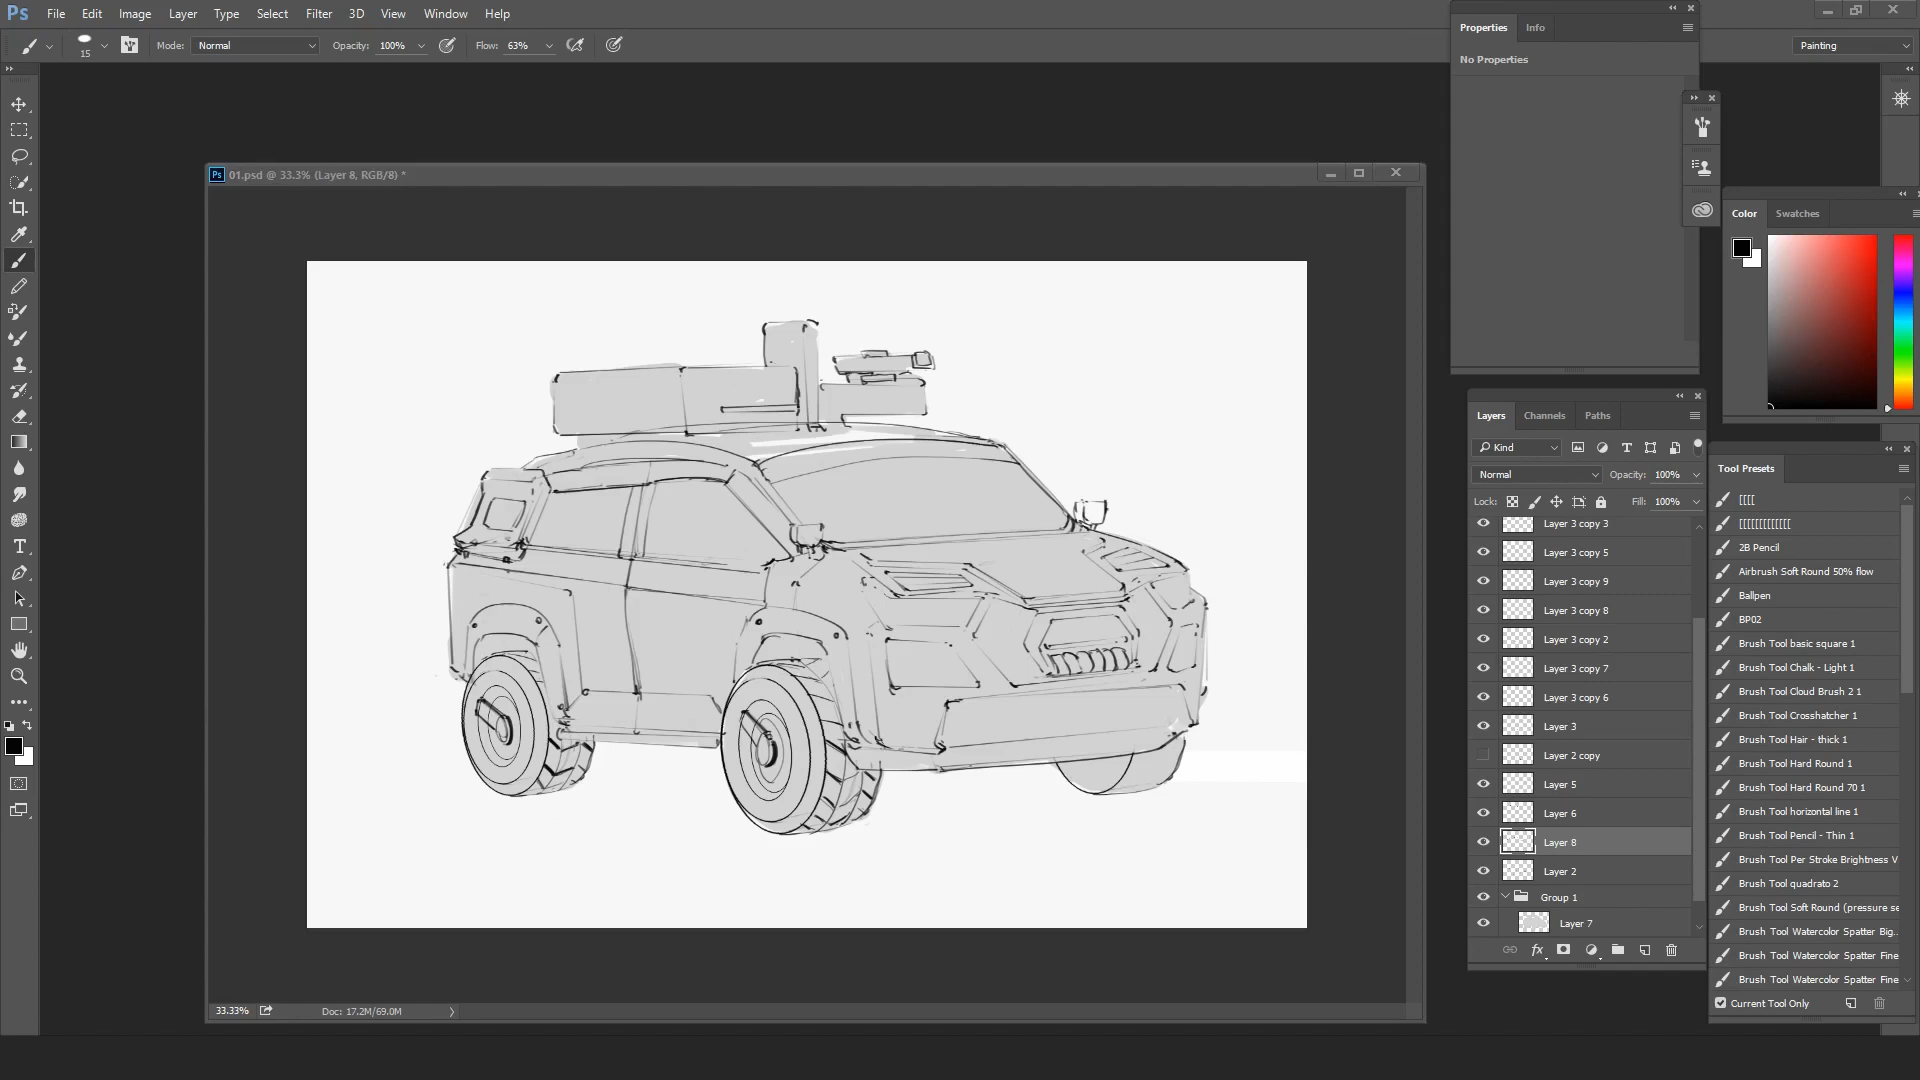 Ps File Edit Image Layer Type Select Filter 3D View Window Help
15 Mode: Normal Opacity: 100% Flow: 63% Painting
Properties Info
No Properties
01.psd @ 33.3% (Layer 8, RGB/8) *
Color Swatches
Layers Channels Paths
Kind
Normal Opacity: 100%
Lock: Fill: 100%
Layer 3 copy 3
Layer 3 copy 5
Layer 3 copy 9
Layer 3 copy 8
Layer 3 copy 2
Layer 3 copy 7
Layer 3 copy 6
Layer 3
Layer 2 copy
Layer 5
Layer 6
Layer 8
Layer 2
Group 1
Layer 7
Tool Presets
[[[[
[[[[[[[[[[[[[
2B Pencil
Airbrush Soft Round 50% flow
Ballpen
BP02
Brush Tool basic square 1
Brush Tool Chalk - Light 1
Brush Tool Cloud Brush 2 1
Brush Tool Crosshatcher 1
Brush Tool Hair - thick 1
Brush Tool Hard Round 1
Brush Tool Hard Round 70 1
Brush Tool horizontal line 1
Brush Tool Pencil - Thin 1
Brush Tool Per Stroke Brightness V
Brush Tool quadrato 2
Brush Tool Soft Round (pressure se
Brush Tool Watercolor Spatter Big..
Brush Tool Watercolor Spatter Fine
Brush Tool Watercolor Spatter Fine
Current Tool Only
33.33% Doc: 17.2M/69.0M